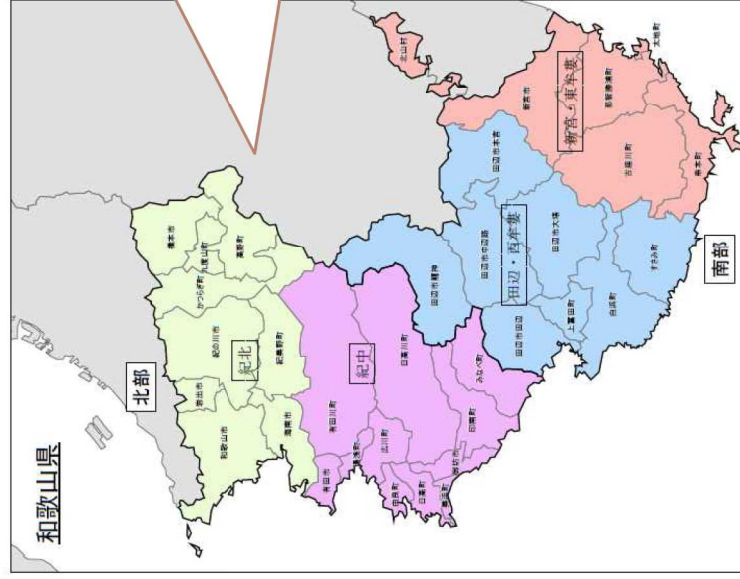 和歌山県
北部
和歌山市
岩出市
紀の川市
かつらぎ町
橋本市
九度山町
高野町
紀北
海南市
紀美野町
有田市
有田川町
湯浅町
広川町
紀中
由良町
日高町
日高川町
美浜町
御坊市
印南町
みなべ町
田辺市龍神
田辺市中辺路
田辺市本宮
田辺・西牟婁
田辺市田辺
田辺市大塔
上富田町
白浜町
すさみ町
北山村
新宮市
新宮・東牟婁
那智勝浦町
太地町
古座川町
串本町
南部